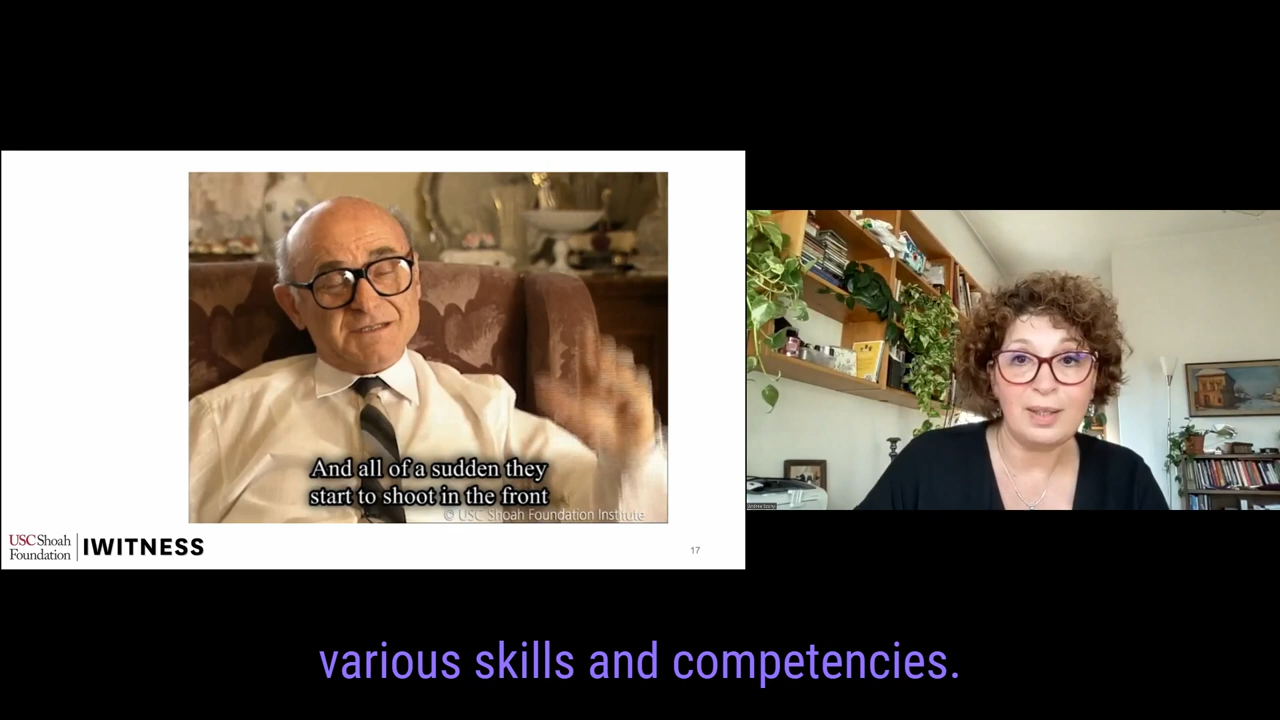 And all of a sudden they
start to shoot in the front
© USC Shoah Foundation Institute
USC Shoah
Foundation
IWITNESS
17
various skills and competencies.